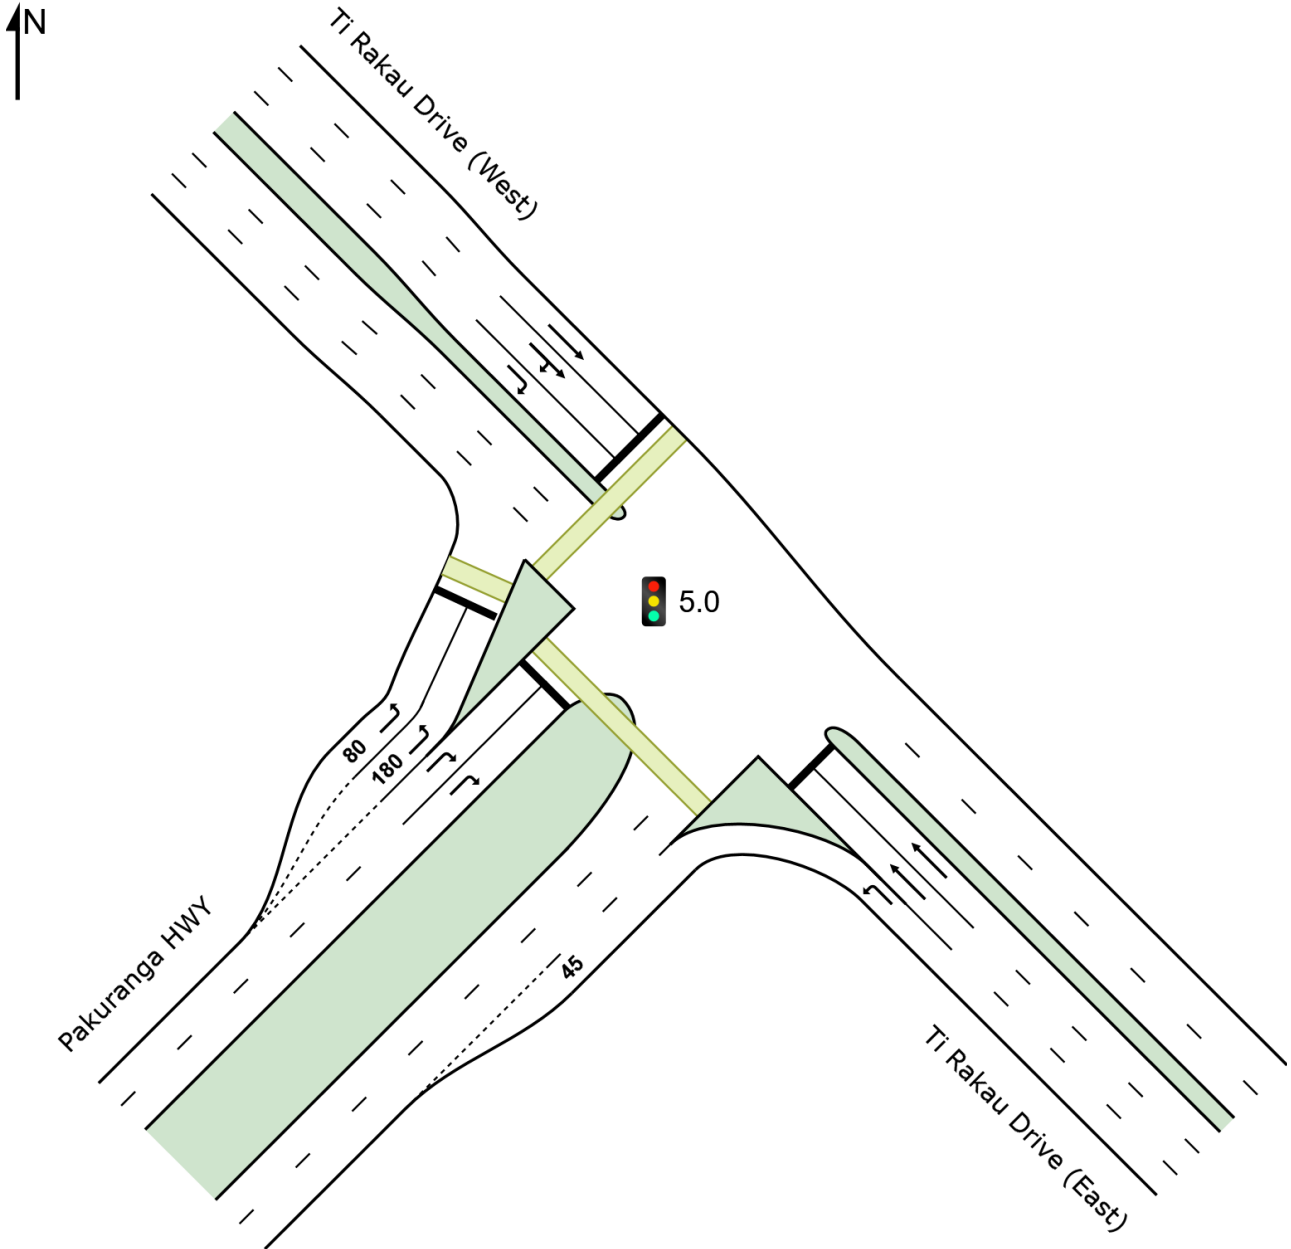 N
Ti Rakau Drive (West)
5.0
80
180
Pakuranga HWY
45
Ti Rakau Drive (East)